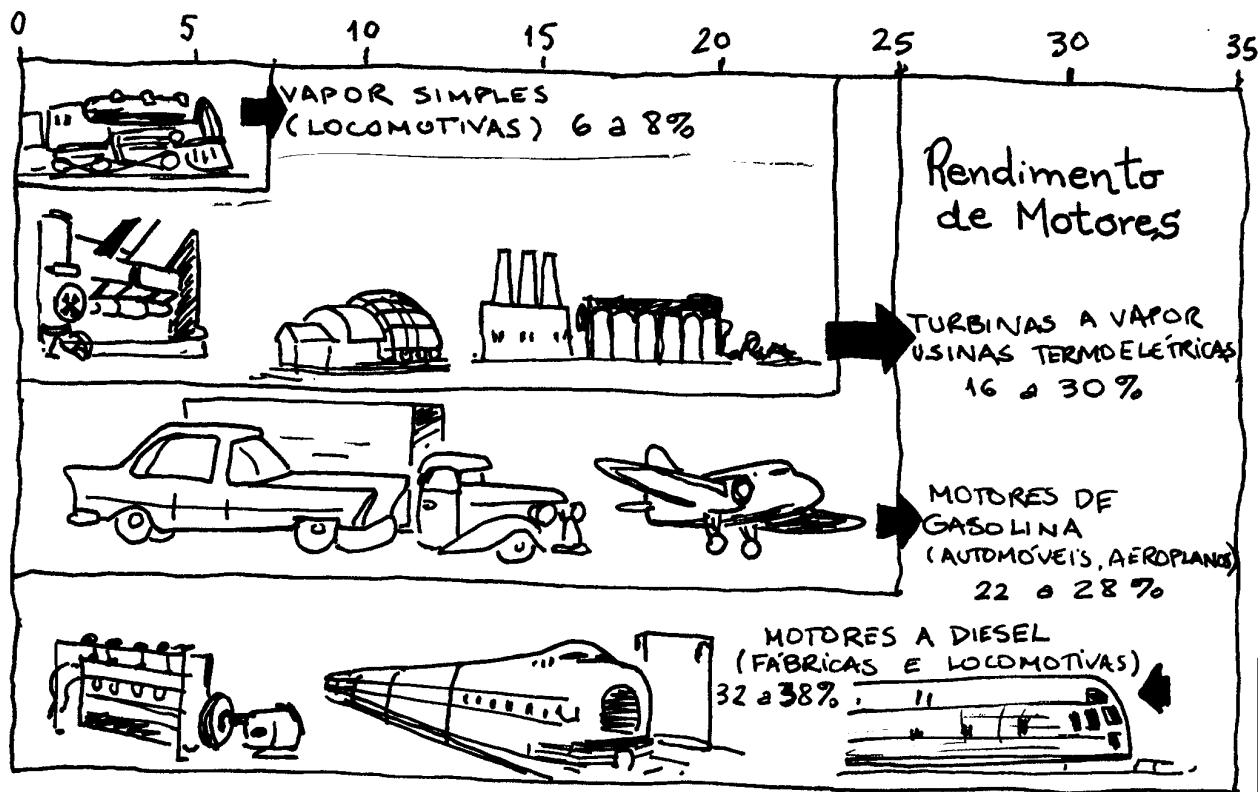 0 5 10 15 20 25 30 35
VAPOR SIMPLES
(LOCOMOTIVAS) 6 a 8%
Rendimento
de Motores
TURBINAS A VAPOR
USINAS TERMOELÉTRICAS
16 a 30%
MOTORES DE
GASOLINA
(AUTOMÓVEIS, AEROPLANOS)
22 a 28%
MOTORES A DIESEL
(FÁBRICAS E LOCOMOTIVAS)
32 a 38%.